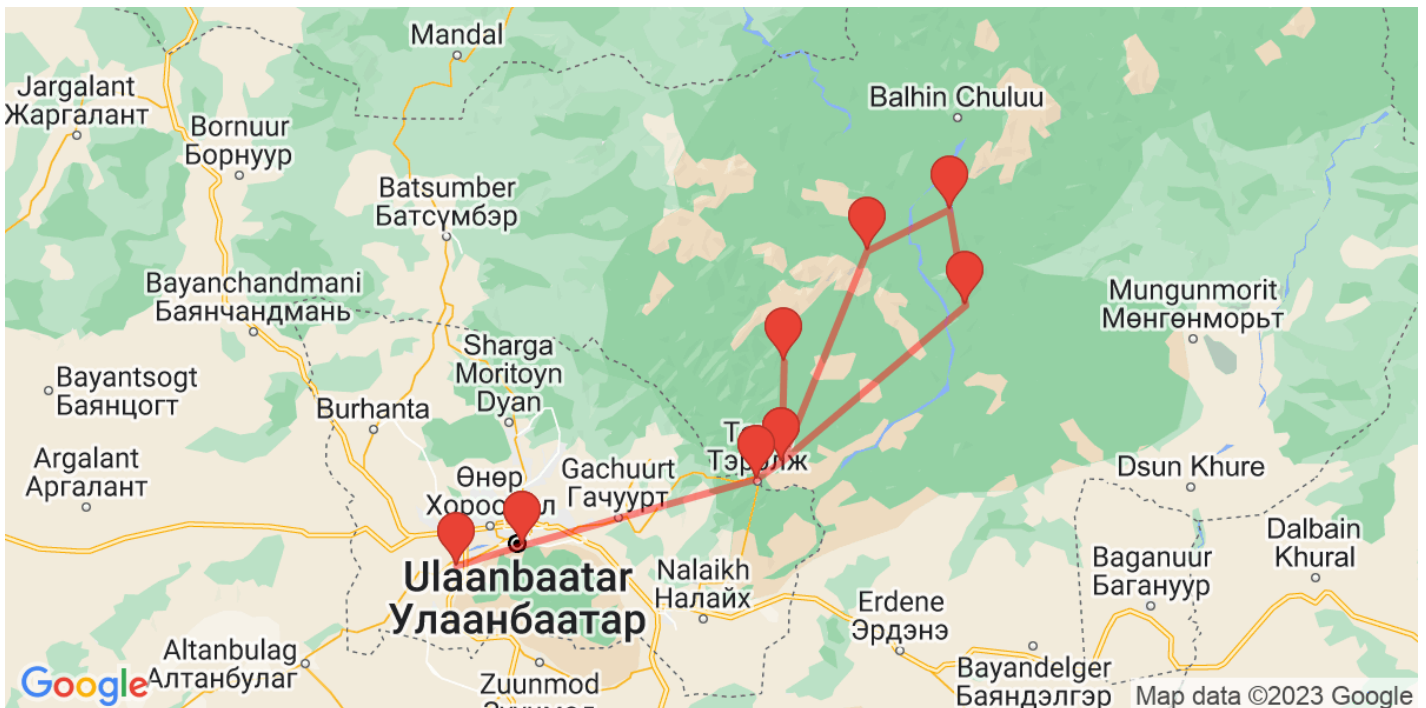 Mandal
Jargalant
Жаргалант
Balhin Chuluu
Bornuur
Борнуур
Batsumber
Батсүмбэр
Bayanchandmani
Баянчандмань
Mungunmorit
Мөнгөнморьт
Sharga
Moritoyn
Dyan
Bayantsogt
Баянцогт
Burhanta
Argalant
Аргалант
Өнөр
Gachuurt
Гачуурт
Dsun Khure
Ulaanbaatar
Улаанбаатар
Nalaikh
Налайх
Baganuur
Багануур
Dalbain
Khural
Erdene
Эрдэнэ
Altanbulag
Алтанбулаг
Zuunmod
Bayandelger
Баяндэлгэр
Google
Map data ©2023 Google